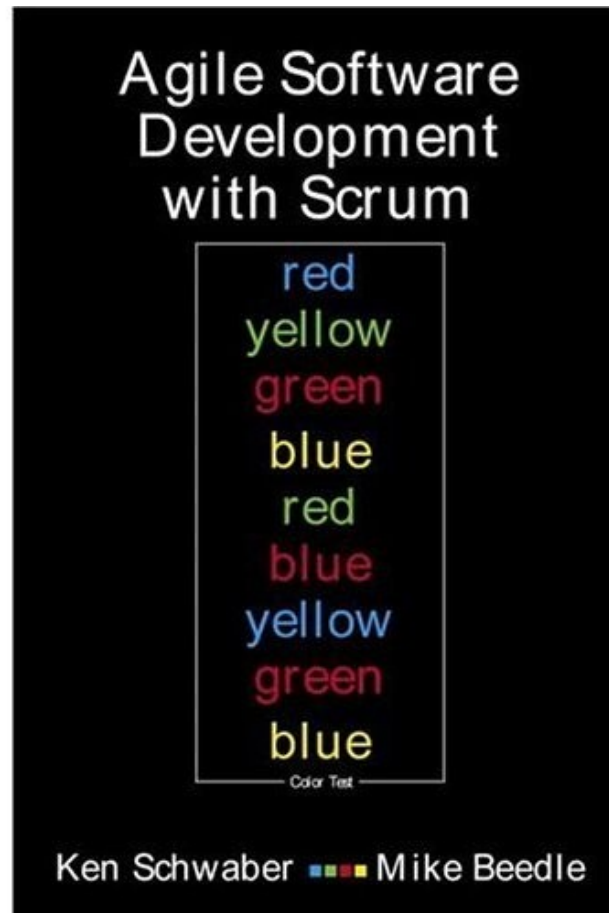 Agile Software
Development
with Scrum
red
yellow
green
blue
red
blue
yellow
green
blue
Color Test
Ken Schwaber Mike Beedle